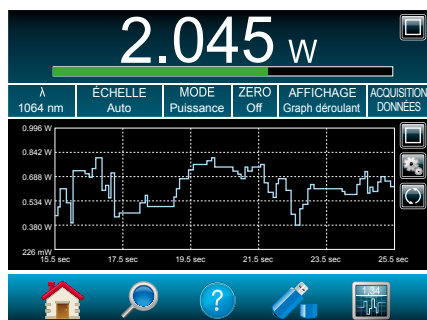 2.045 W
λ ÉCHELLE MODE ZERO AFFICHAGE ACQUISITION
1064 nm Auto Puissance Off Graph déroulant DONNÉES
0.996 W
0.842 W
0.688 W
0.534 W
0.380 W
226 mW
15.5 sec 17.5 sec 19.5 sec 21.5 sec 23.5 sec 25.5 sec
?
1,34